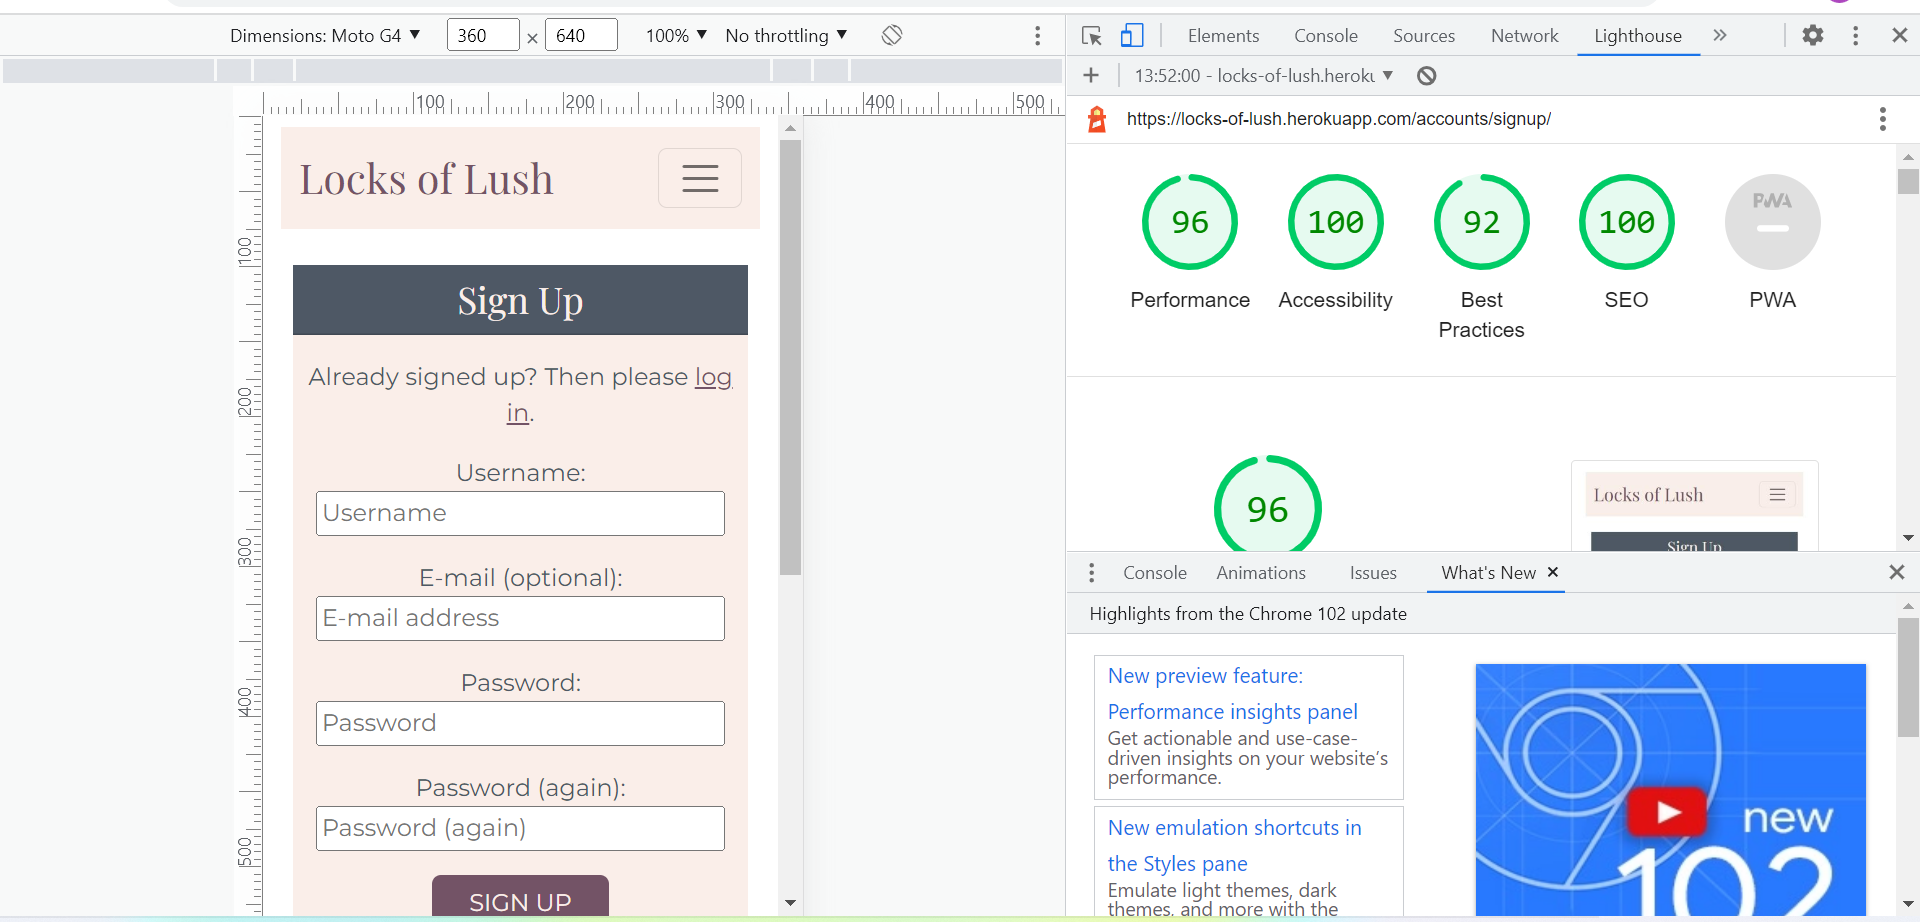 Dimensions: Moto G4 ▼ 360 × 640 100% ▼ No throttling ▼
Elements Console Sources Network Lighthouse »
+ 13:52:00 - locks-of-lush.heroku ▼
https://locks-of-lush.herokuapp.com/accounts/signup/
100 200 300 400 500
100
200
300
400
500
Locks of Lush
Sign Up
Already signed up? Then please log
in.
Username:
Username
E-mail (optional):
E-mail address
Password:
Password
Password (again):
Password (again)
SIGN UP
96 100 92 100 PWA
Performance Accessibility Best SEO PWA
Practices
96
Locks of Lush
Sign Up
Console Animations Issues What's New ×
Highlights from the Chrome 102 update
New preview feature:
Performance insights panel
Get actionable and use-case-
driven insights on your website's
performance.
New emulation shortcuts in
the Styles pane
Emulate light themes, dark
themes, and more with the
new
102